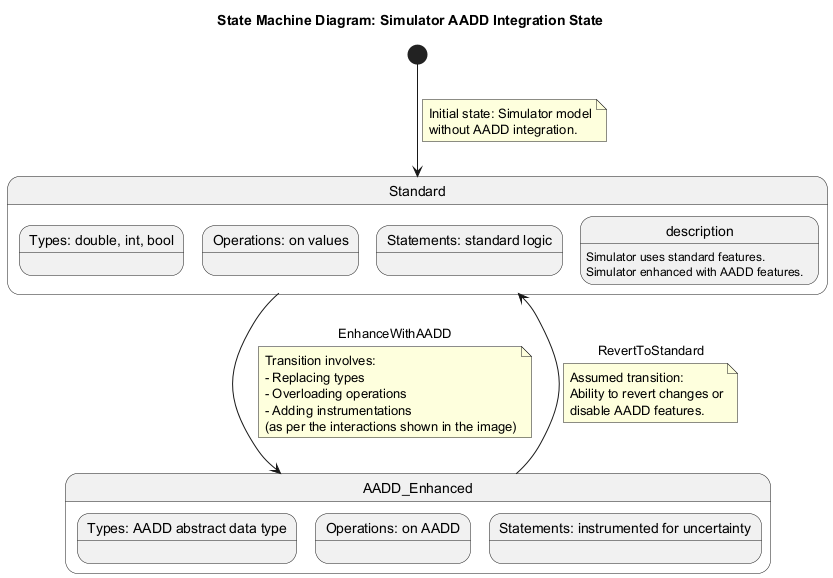 State Machine Diagram: Simulator AADD Integration State
Initial state: Simulator model
without AADD integration.
Standard
Types: double, int, bool
Operations: on values
Statements: standard logic
description
Simulator uses standard features.
Simulator enhanced with AADD features.
EnhanceWithAADD
Transition involves:
- Replacing types
- Overloading operations
- Adding instrumentations
(as per the interactions shown in the image)
RevertToStandard
Assumed transition:
Ability to revert changes or
disable AADD features.
AADD_Enhanced
Types: AADD abstract data type
Operations: on AADD
Statements: instrumented for uncertainty